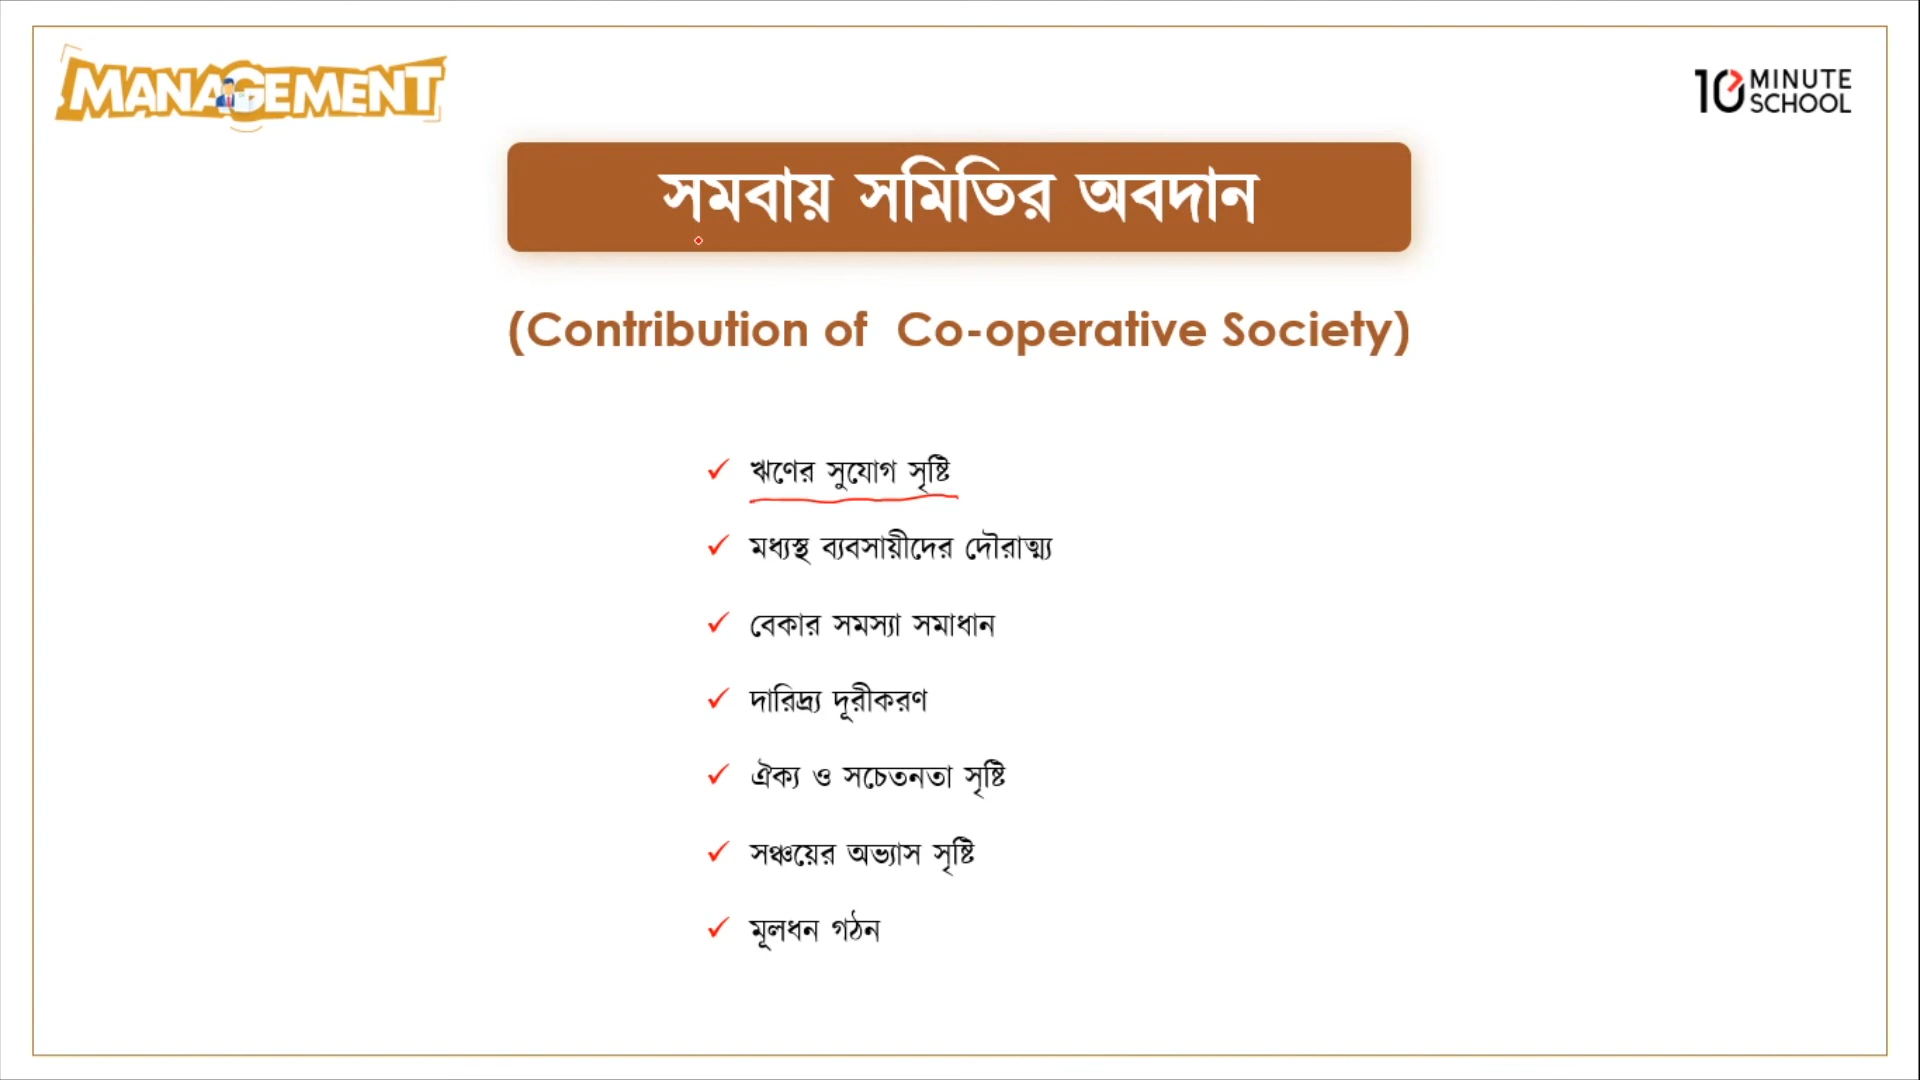 MANAGEMENT
10 MINUTE SCHOOL
সমবায় সমিতির অবদান
(Contribution of Co-operative Society)
✓ ঋণের সুযোগ সৃষ্টি
✓ মধ্যস্থ ব্যবসায়ীদের দৌরাত্ম্য
✓ বেকার সমস্যা সমাধান
✓ দারিদ্র্য দূরীকরণ
✓ ঐক্য ও সচেতনতা সৃষ্টি
✓ সঞ্চয়ের অভ্যাস সৃষ্টি
✓ মূলধন গঠন